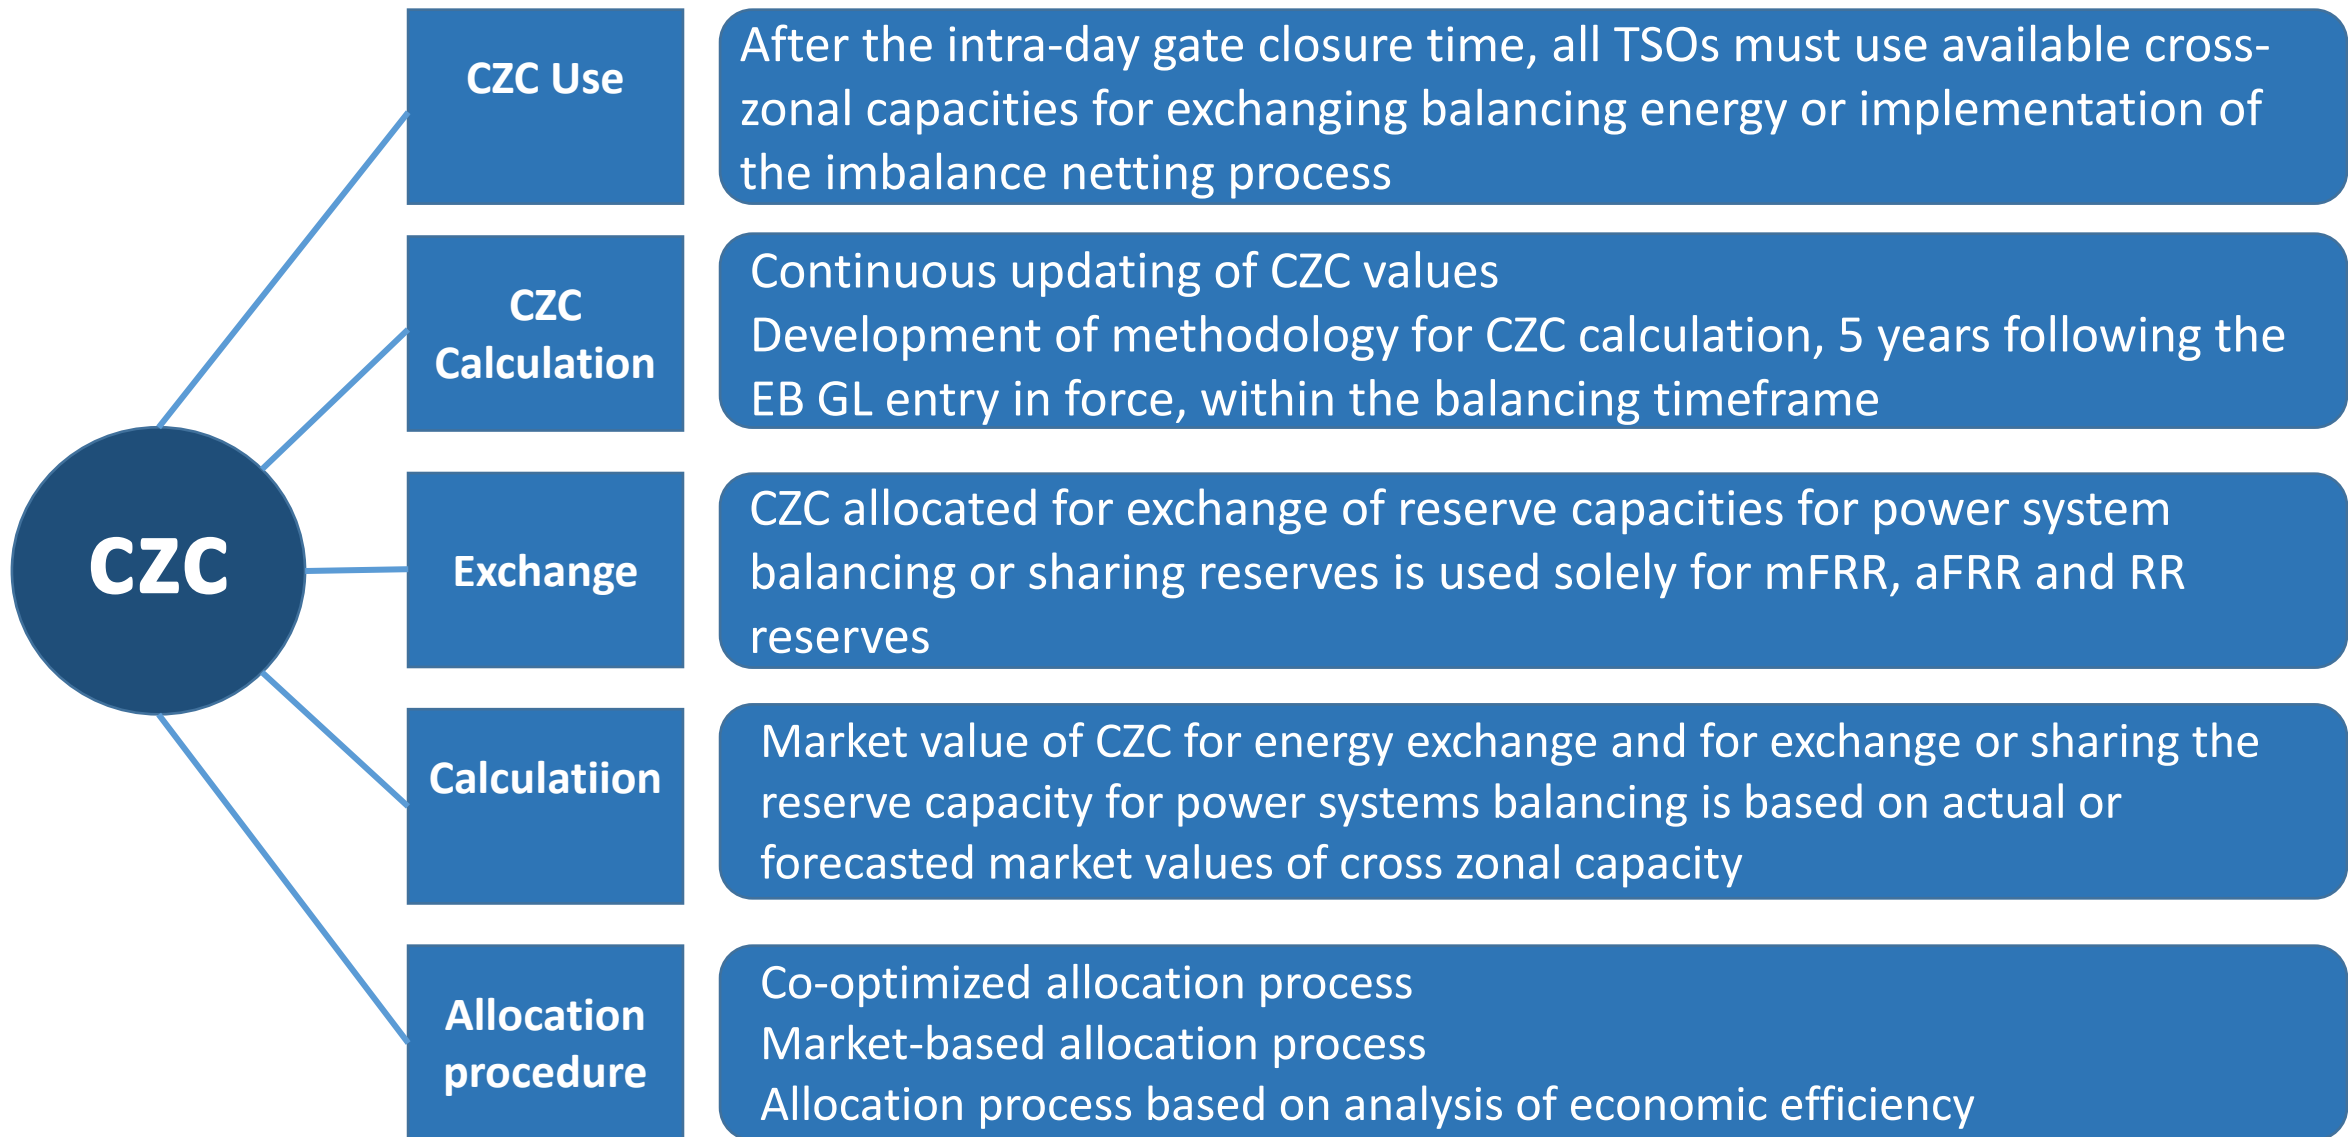 CZC
CZC Use
After the intra-day gate closure time, all TSOs must use available cross-
zonal capacities for exchanging balancing energy or implementation of
the imbalance netting process
CZC
Calculation
Continuous updating of CZC values
Development of methodology for CZC calculation, 5 years following the
EB GL entry in force, within the balancing timeframe
Exchange
CZC allocated for exchange of reserve capacities for power system
balancing or sharing reserves is used solely for mFRR, aFRR and RR
reserves
Calculatiion
Market value of CZC for energy exchange and for exchange or sharing the
reserve capacity for power systems balancing is based on actual or
forecasted market values of cross zonal capacity
Allocation
procedure
Co-optimized allocation process
Market-based allocation process
Allocation process based on analysis of economic efficiency